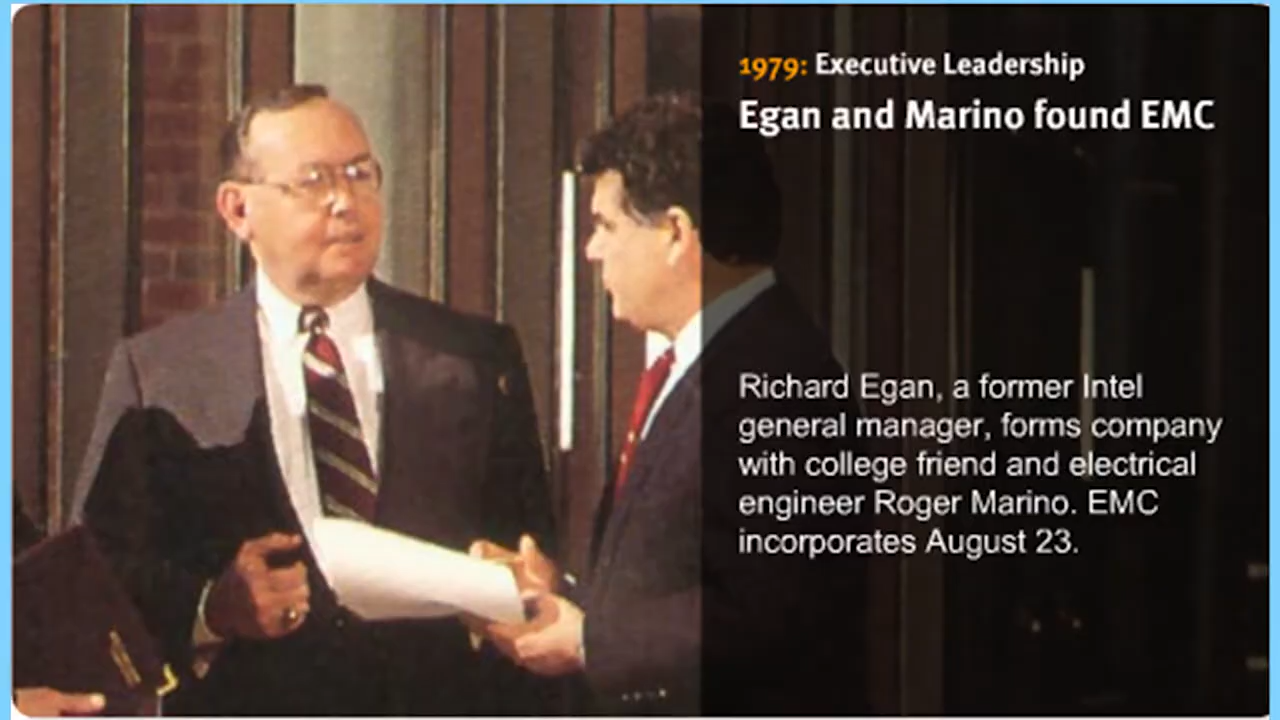 1979: Executive Leadership
Egan and Marino found EMC
Richard Egan, a former Intel
general manager, forms company
with college friend and electrical
engineer Roger Marino. EMC
incorporates August 23.